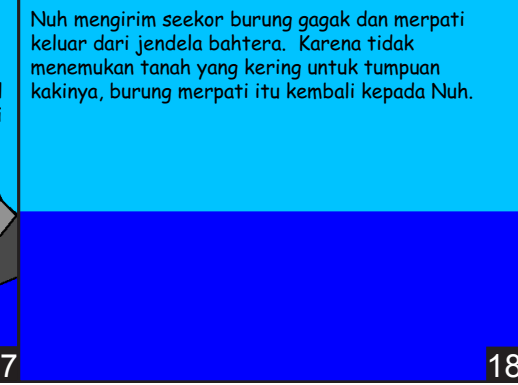 Nuh mengirim seekor burung gagak dan merpati
keluar dari jendela bahtera. Karena tidak
menemukan tanah yang kering untuk tumpuan
kakinya, burung merpati itu kembali kepada Nuh.
7
18